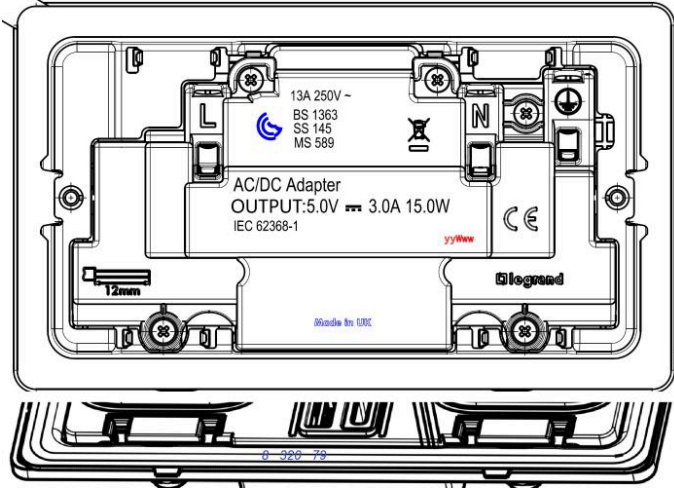 13A 250V ~
BS 1363
SS 145
MS 589
L
N
AC/DC Adapter
OUTPUT:5.0V ⎓ 3.0A 15.0W
IEC 62368-1
yyWww
CE
12mm
legrand
Made in UK
8 320 79